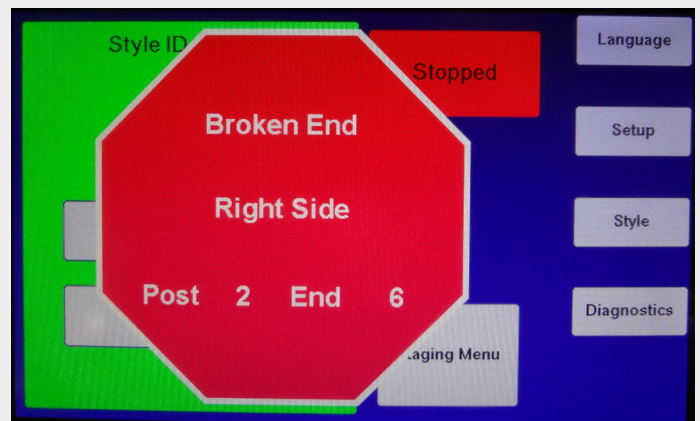 Style ID
Stopped
Broken End
Right Side
Post 2 End 6
aging Menu
Language
Setup
Style
Diagnostics